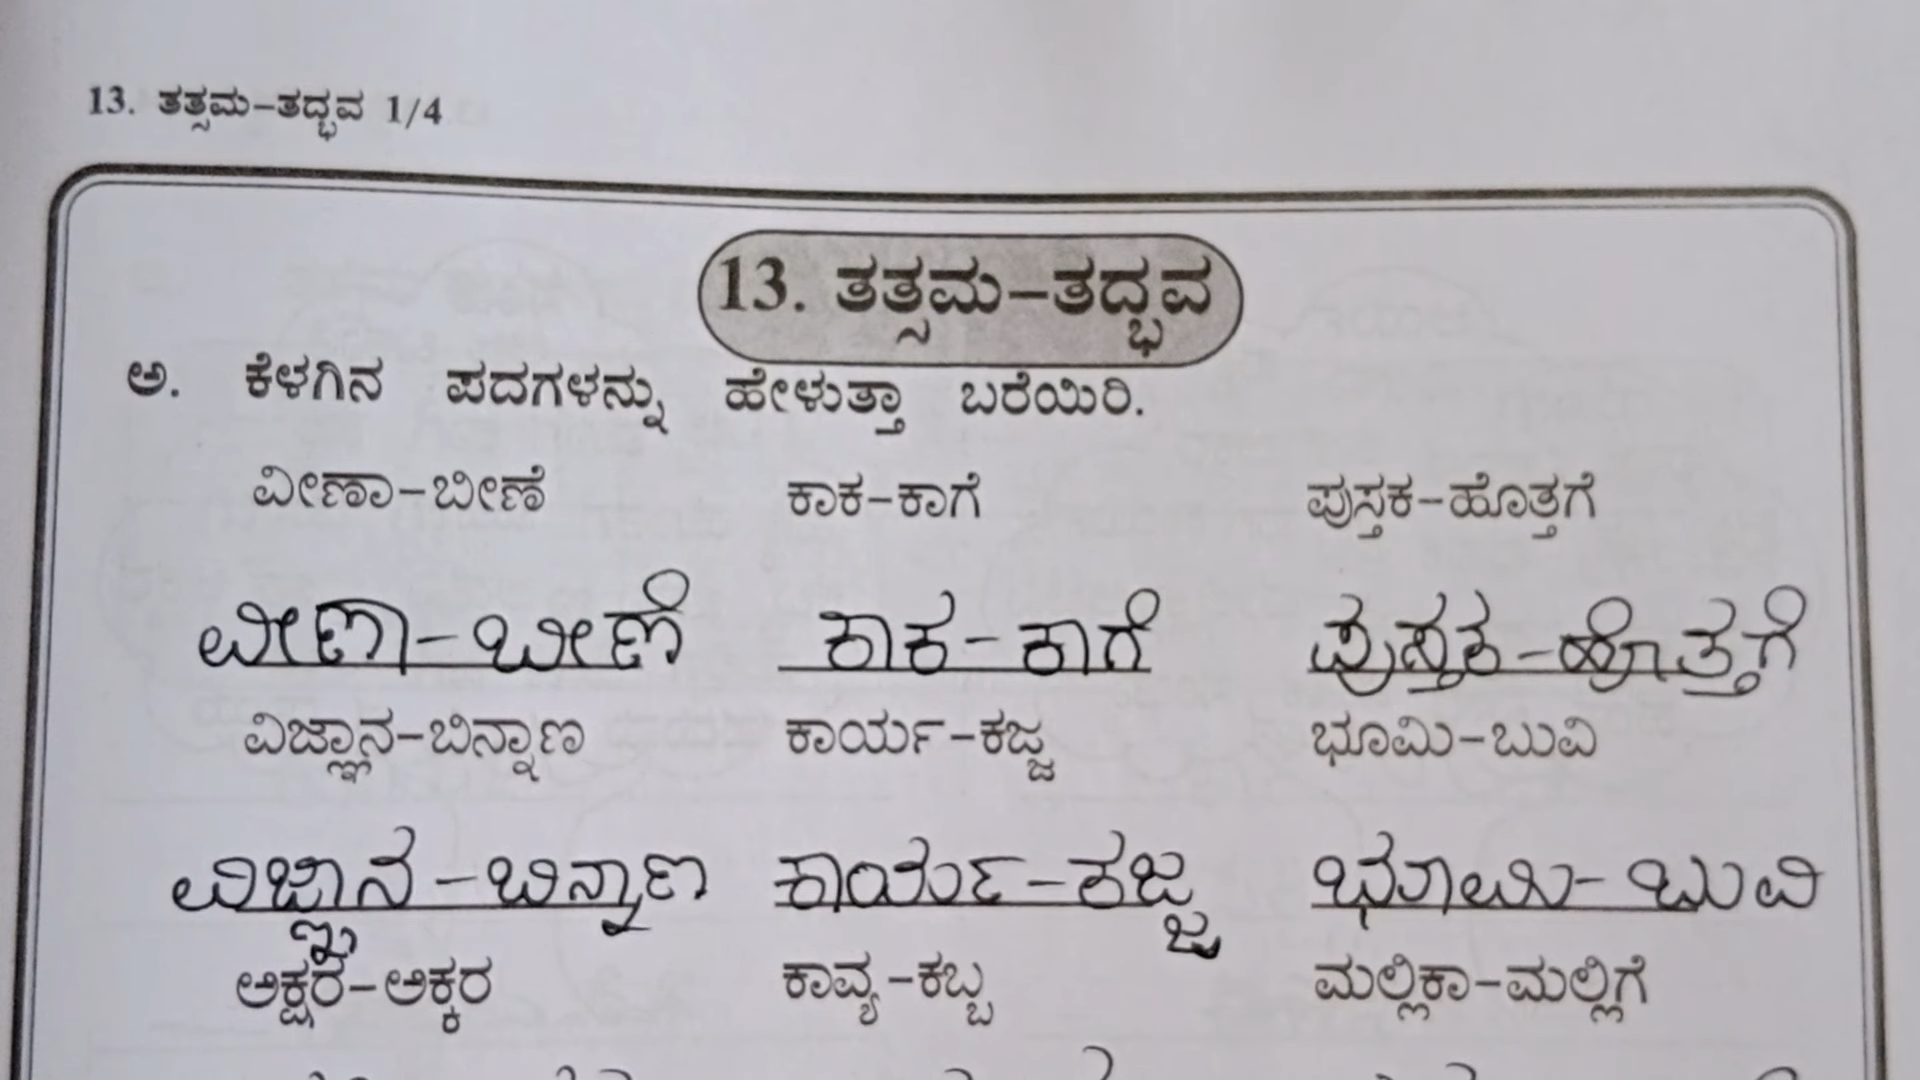 13. ತತ್ಸಮ-ತದ್ಭವ 1/4
13. ತತ್ಸಮ-ತದ್ಭವ
ಅ. ಕೆಳಗಿನ ಪದಗಳನ್ನು ಹೇಳುತ್ತಾ ಬರೆಯಿರಿ.
ವೀಣಾ-ಬೀಣೆ ಕಾಕ-ಕಾಗೆ ಪುಸ್ತಕ-ಹೊತ್ತಗೆ
ವೀಣಾ-ಬೀಣೆ ಕಾಕ-ಕಾಗೆ ಪುಸ್ತಕ-ಹೊತ್ತಗೆ
ವಿಜ್ಞಾನ-ಬಿನ್ನಾಣ ಕಾರ್ಯ-ಕಜ್ಜ ಭೂಮಿ-ಬುವಿ
ವಿಜ್ಞಾನ-ಬಿನ್ನಾಣ ಕಾರ್ಯ-ಕಜ್ಜ ಭೂಮಿ-ಬುವಿ
ಅಕ್ಷರ-ಅಕ್ಕರ ಕಾವ್ಯ-ಕಬ್ಬ ಮಲ್ಲಿಕಾ-ಮಲ್ಲಿಗೆ